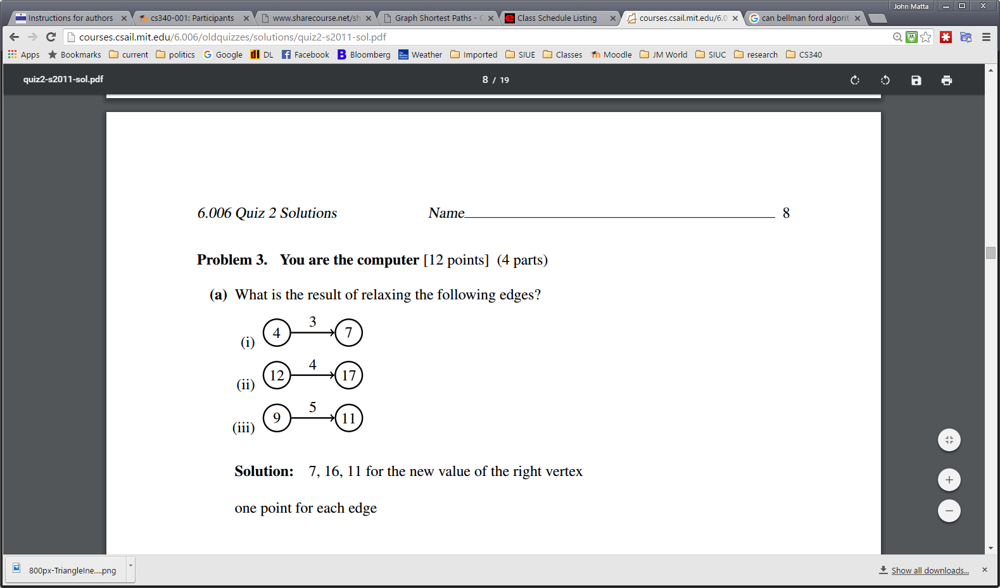 John Matta
Instructions for authors
cs340-001: Participants
www.sharecourse.net/sh
Graph Shortest Paths - G
Class Schedule Listing
courses.csail.mit.edu/6.0
can bellman ford algorit
courses.csail.mit.edu/6.006/oldquizzes/solutions/quiz2-s2011-sol.pdf
Apps Bookmarks current politics Google DL Facebook Bloomberg Weather Imported SIUE Classes Moodle JM World SIUC research CS340
quiz2-s2011-sol.pdf
8 / 19
6.006 Quiz 2 Solutions Name 8
Problem 3. You are the computer [12 points] (4 parts)
(a) What is the result of relaxing the following edges?
(i) 4 3 7
(ii) 12 4 17
(iii) 9 5 11
Solution: 7, 16, 11 for the new value of the right vertex
one point for each edge
800px-TriangleIne....png
Show all downloads...